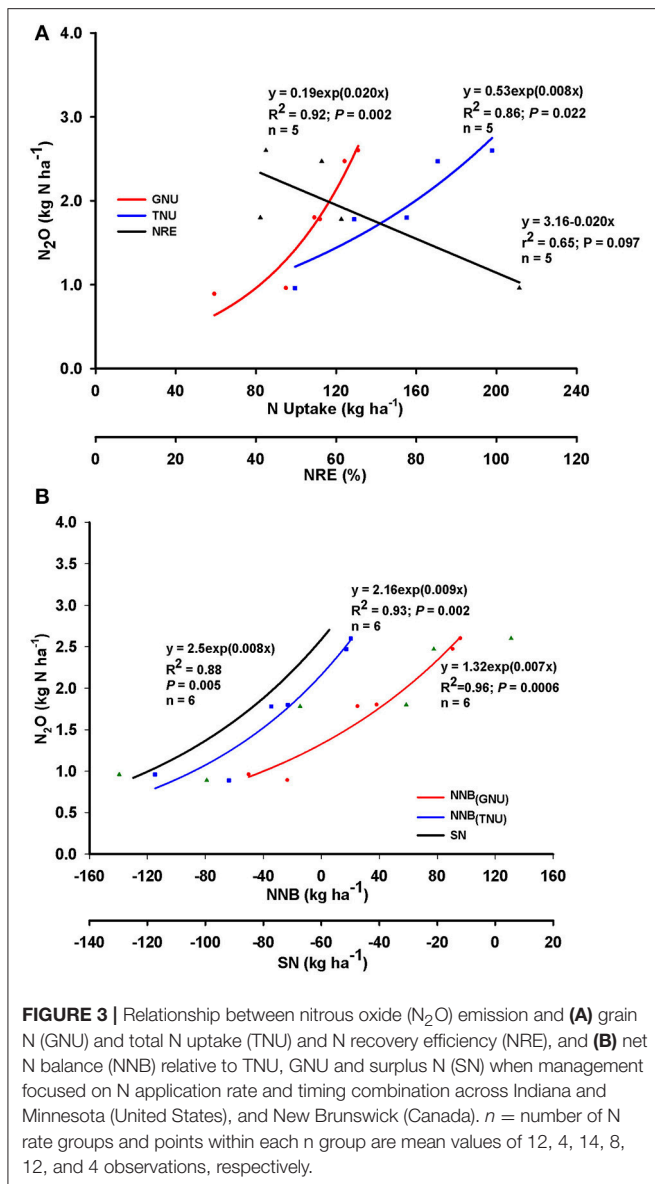 A
4.0
3.0
2.0
1.0
0.0
N₂O (kg N ha⁻¹)
y = 0.19exp(0.020x)
R² = 0.92; P = 0.002
n = 5
y = 0.53exp(0.008x)
R² = 0.86; P = 0.022
n = 5
GNU
TNU
NRE
y = 3.16-0.020x
r² = 0.65; P = 0.097
n = 5
0 40 80 120 160 200 240
N Uptake (kg ha⁻¹)
0 20 40 60 80 100 120
NRE (%)
B
4.0
3.5
3.0
2.5
2.0
1.5
1.0
0.5
0.0
N₂O (kg N ha⁻¹)
y = 2.16exp(0.009x)
R² = 0.93; P = 0.002
n = 6
y = 2.5exp(0.008x)
R² = 0.88
P = 0.005
n = 6
y = 1.32exp(0.007x)
R²=0.96; P = 0.0006
n = 6
NNB(GNU)
NNB(TNU)
SN
-160 -120 -80 -40 0 40 80 120 160
NNB (kg ha⁻¹)
-140 -120 -100 -80 -60 -40 -20 0 20
SN (kg ha⁻¹)
FIGURE 3 | Relationship between nitrous oxide (N₂O) emission and (A) grain
N (GNU) and total N uptake (TNU) and N recovery efficiency (NRE), and (B) net
N balance (NNB) relative to TNU, GNU and surplus N (SN) when management
focused on N application rate and timing combination across Indiana and
Minnesota (United States), and New Brunswick (Canada). n = number of N
rate groups and points within each n group are mean values of 12, 4, 14, 8,
12, and 4 observations, respectively.